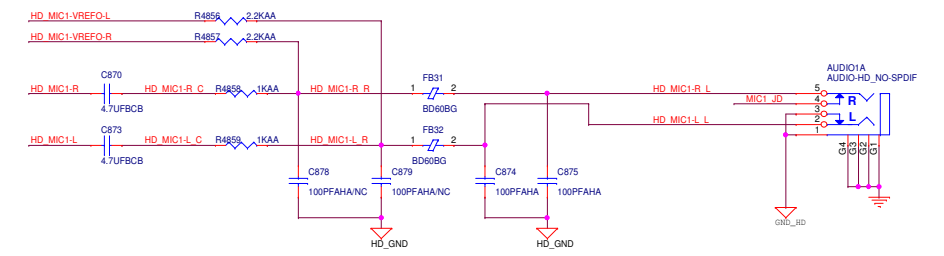 HD_MIC1-VREFO-L R4856 2.2KAA
HD_MIC1-VREFO-R R4857 2.2KAA
AUDIO1A
AUDIO-HD_NO-SPDIF
C870 FB31
HD_MIC1-R HD_MIC1-R_C R4858 1KAA HD_MIC1-R_R 1 2 HD_MIC1-R_L 5
4.7UFBCB BD60BG
MIC1_JD 4 R
3 L
C873 FB32 HD_MIC1-L_L 2
HD_MIC1-L HD_MIC1-L_C R4859 1KAA HD_MIC1-L_R 1 2 1
4.7UFBCB BD60BG
G4 G3 G2 G1
C878 C879 C874 C875
100PFAHA/NC 100PFAHA/NC 100PFAHA 100PFAHA
GND_HD
HD_GND HD_GND